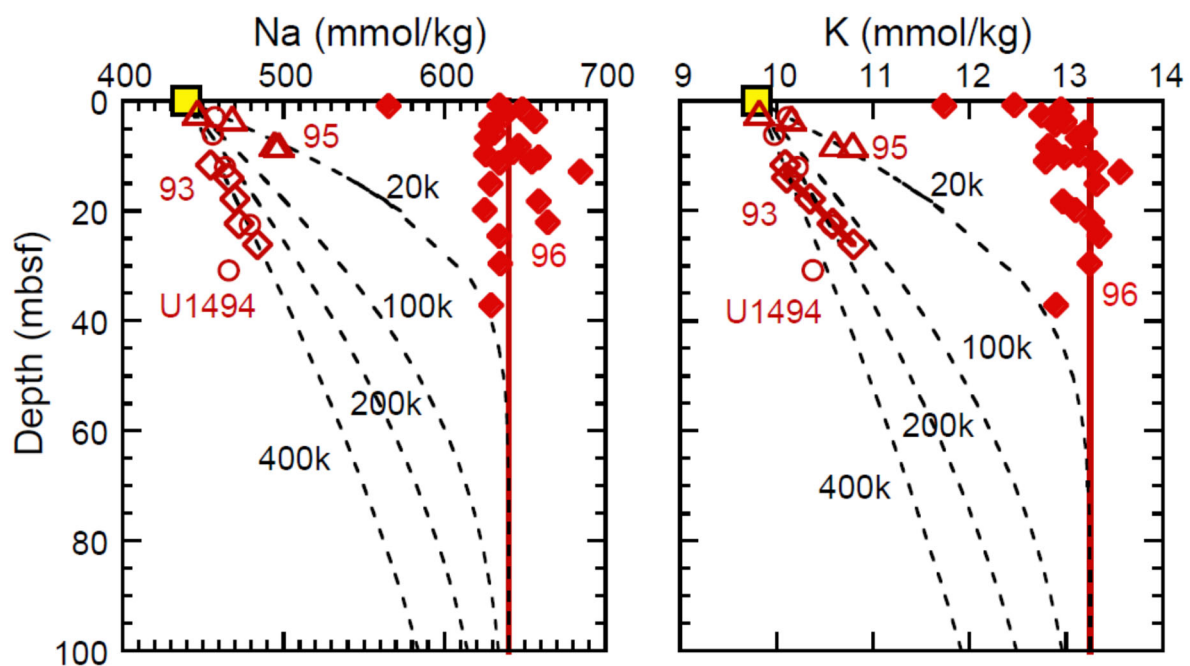 Na (mmol/kg)
K (mmol/kg)
400 500 600 700
9 10 11 12 13 14
Depth (mbsf)
0
20
40
60
80
100
95
93
20k
96
U1494
100k
200k
400k
95
93
20k
96
U1494
100k
200k
400k